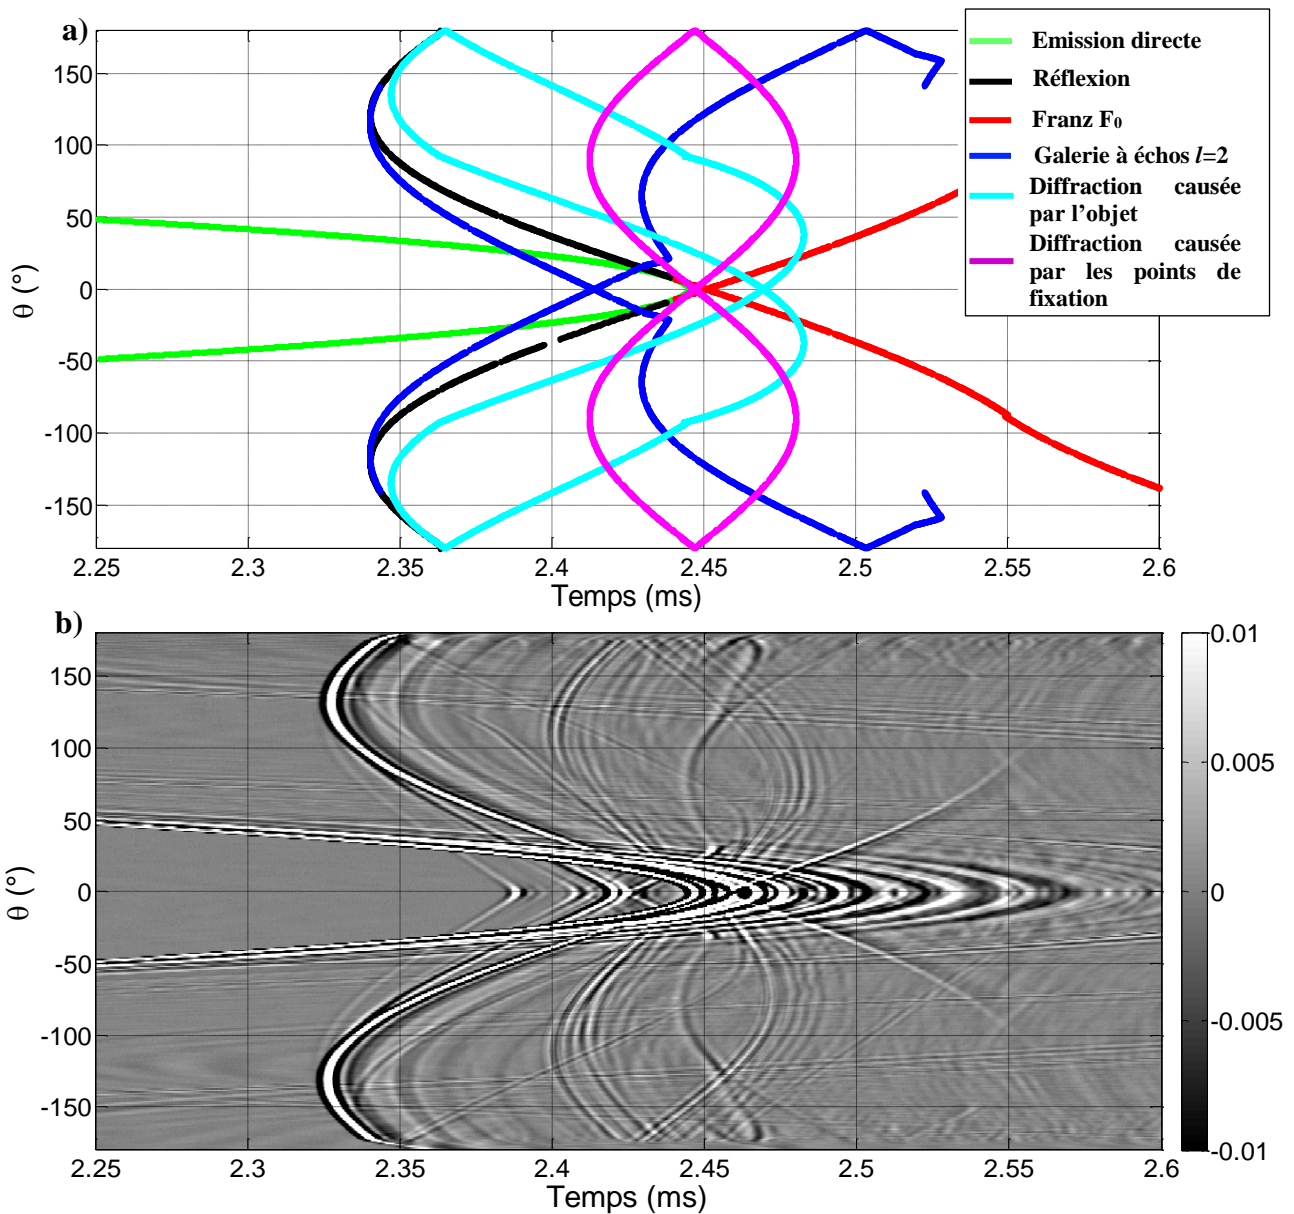 a)
150
100
50
0
-50
-100
-150
θ (°)
2.25
2.3
2.35
2.4
2.45
2.5
2.55
2.6
Temps (ms)
Emission directe
Réflexion
Franz F0
Galerie à échos l=2
Diffraction causée
par l'objet
Diffraction causée
par les points de
fixation
b)
150
100
50
0
-50
-100
-150
θ (°)
2.25
2.3
2.35
2.4
2.45
2.5
2.55
2.6
Temps (ms)
0.01
0.005
0
-0.005
-0.01